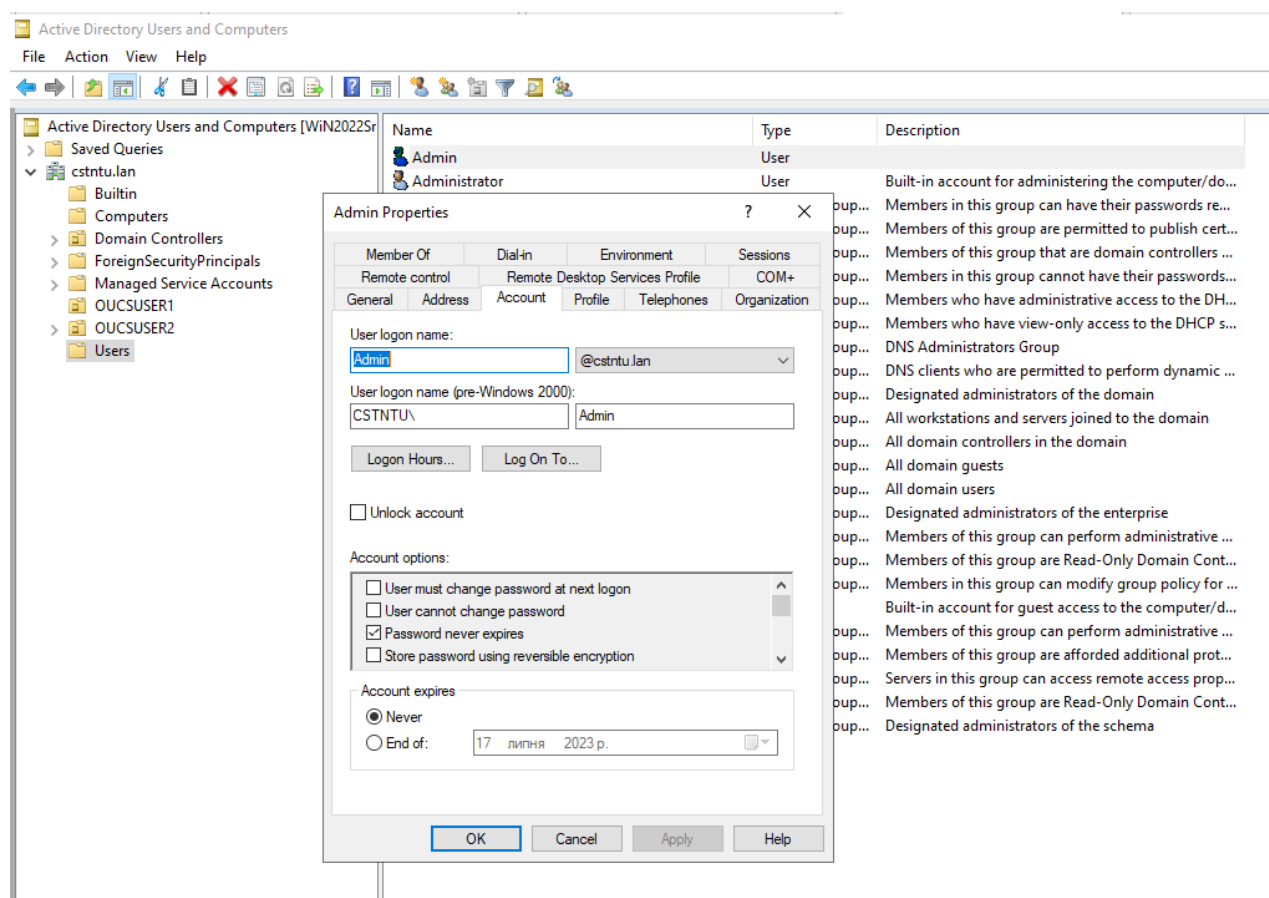 Active Directory Users and Computers
File Action View Help
Active Directory Users and Computers [WiN2022Sr
Saved Queries
cstntu.lan
Builtin
Computers
Domain Controllers
ForeignSecurityPrincipals
Managed Service Accounts
OUCSUSER1
OUCSUSER2
Users
Name Type Description
Admin User
Administrator User Built-in account for administering the computer/do...
oup... Members in this group can have their passwords re...
oup... Members of this group are permitted to publish cert...
oup... Members of this group that are domain controllers ...
oup... Members in this group cannot have their passwords...
oup... Members who have administrative access to the DH...
oup... Members who have view-only access to the DHCP s...
oup... DNS Administrators Group
oup... DNS clients who are permitted to perform dynamic ...
oup... Designated administrators of the domain
oup... All workstations and servers joined to the domain
oup... All domain controllers in the domain
oup... All domain guests
oup... All domain users
oup... Designated administrators of the enterprise
oup... Members of this group can perform administrative ...
oup... Members of this group are Read-Only Domain Cont...
oup... Members in this group can modify group policy for ...
Built-in account for guest access to the computer/d...
oup... Members of this group can perform administrative ...
oup... Members of this group are afforded additional prot...
oup... Servers in this group can access remote access prop...
oup... Members of this group are Read-Only Domain Cont...
oup... Designated administrators of the schema
Admin Properties ? 
Member Of Dial-in Environment Sessions
Remote control Remote Desktop Services Profile COM+
General Address Account Profile Telephones Organization
User logon name:
Admin @cstntu.lan
User logon name (pre-Windows 2000):
CSTNTU\ Admin
Logon Hours... Log On To...
Unlock account
Account options:
User must change password at next logon
User cannot change password
Password never expires
Store password using reversible encryption
Account expires
Never
End of: 17 липня 2023 р.
OK Cancel Apply Help